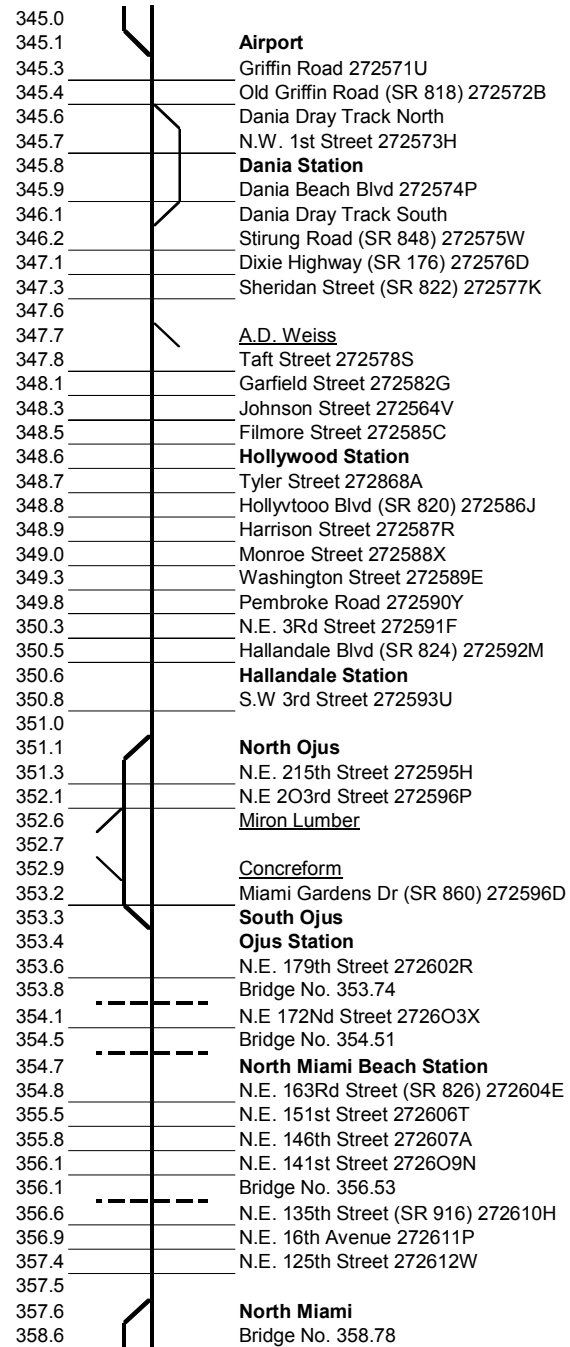 345.0
345.1 Airport
345.3 Griffin Road 272571U
345.4 Old Griffin Road (SR 818) 272572B
345.6 Dania Dray Track North
345.7 N.W. 1st Street 272573H
345.8 Dania Station
345.9 Dania Beach Blvd 272574P
346.1 Dania Dray Track South
346.2 Stirung Road (SR 848) 272575W
347.1 Dixie Highway (SR 176) 272576D
347.3 Sheridan Street (SR 822) 272577K
347.6
347.7 A.D. Weiss
347.8 Taft Street 272578S
348.1 Garfield Street 272582G
348.3 Johnson Street 272564V
348.5 Filmore Street 272585C
348.6 Hollywood Station
348.7 Tyler Street 272868A
348.8 Hollyvtooo Blvd (SR 820) 272586J
348.9 Harrison Street 272587R
349.0 Monroe Street 272588X
349.3 Washington Street 272589E
349.8 Pembroke Road 272590Y
350.3 N.E. 3Rd Street 272591F
350.5 Hallandale Blvd (SR 824) 272592M
350.6 Hallandale Station
350.8 S.W 3rd Street 272593U
351.0
351.1 North Ojus
351.3 N.E. 215th Street 272595H
352.1 N.E 2O3rd Street 272596P
352.6 Miron Lumber
352.7
352.9 Concreform
353.2 Miami Gardens Dr (SR 860) 272596D
353.3 South Ojus
353.4 Ojus Station
353.6 N.E. 179th Street 272602R
353.8 Bridge No. 353.74
354.1 N.E 172Nd Street 2726O3X
354.5 Bridge No. 354.51
354.7 North Miami Beach Station
354.8 N.E. 163Rd Street (SR 826) 272604E
355.5 N.E. 151st Street 272606T
355.8 N.E. 146th Street 272607A
356.1 N.E. 141st Street 2726O9N
356.1 Bridge No. 356.53
356.6 N.E. 135th Street (SR 916) 272610H
356.9 N.E. 16th Avenue 272611P
357.4 N.E. 125th Street 272612W
357.5
357.6 North Miami
358.6 Bridge No. 358.78